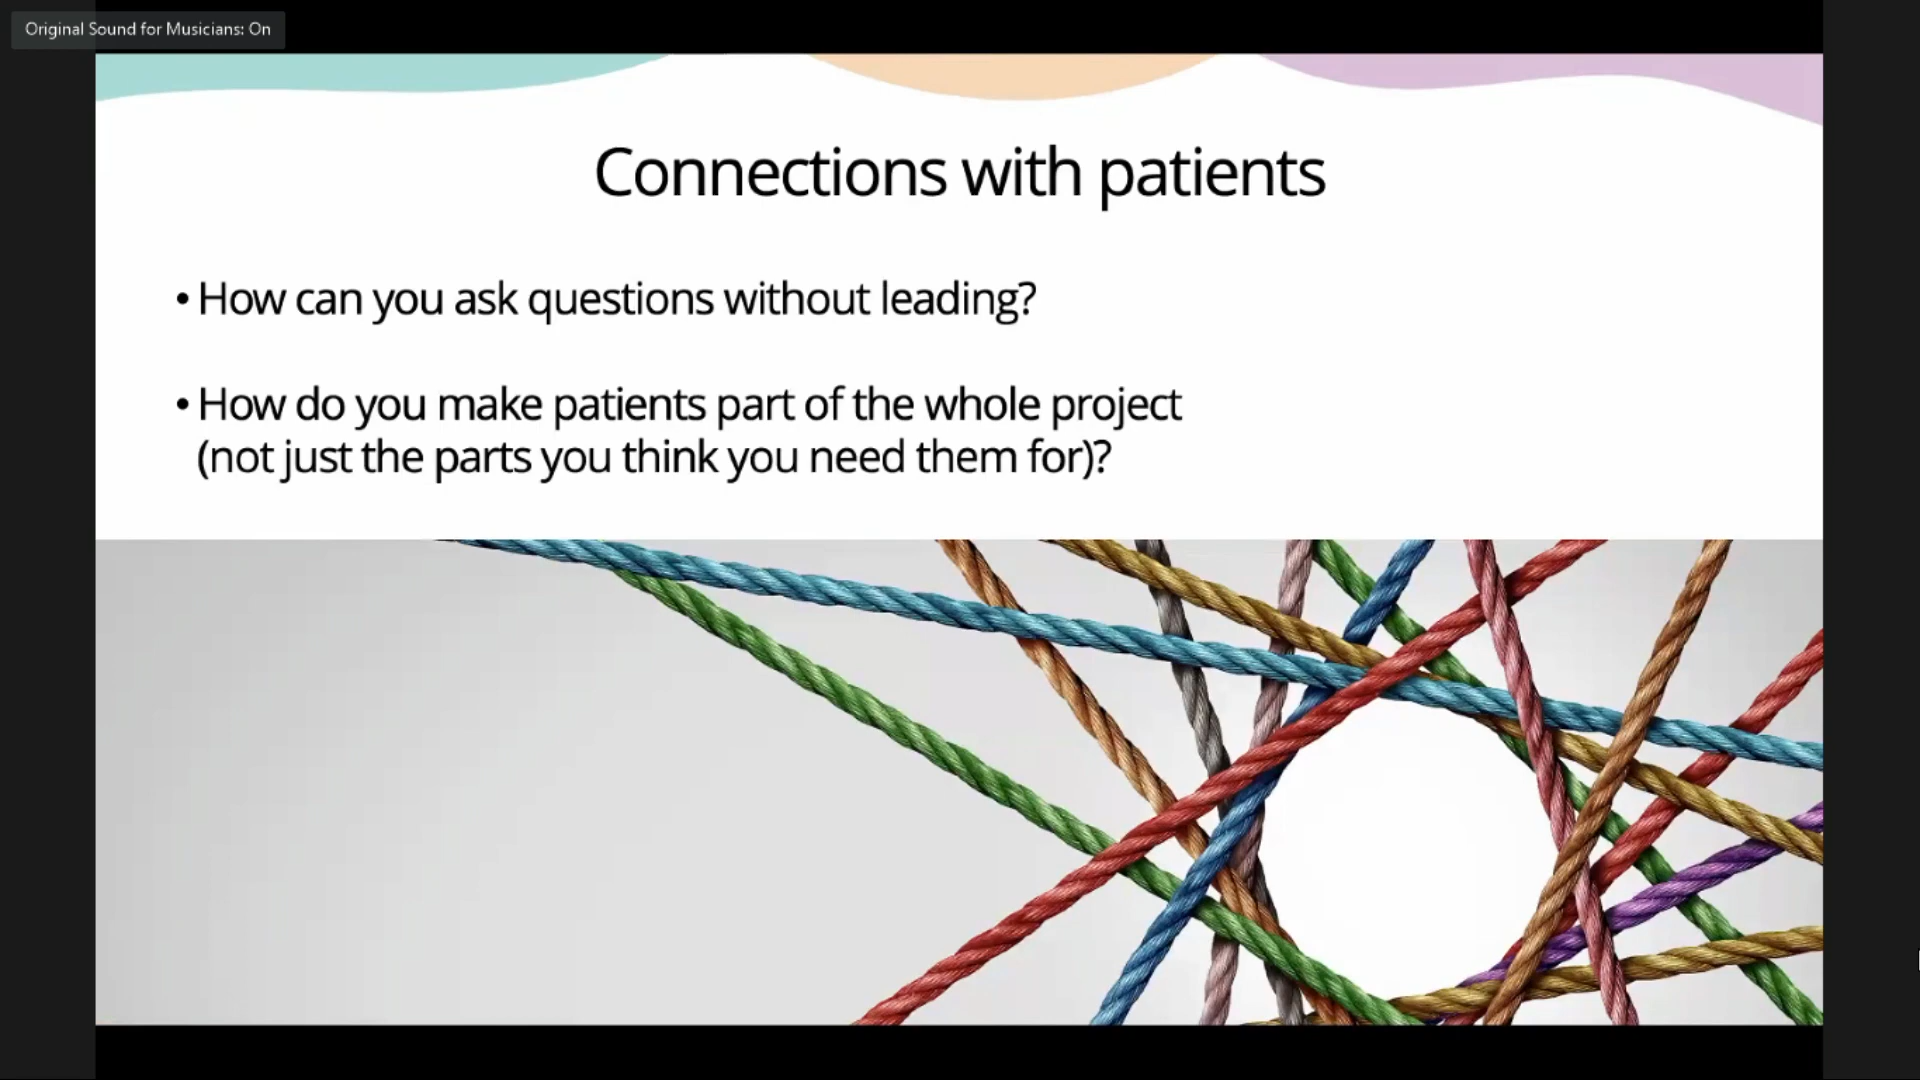 Original Sound for Musicians: On
Connections with patients
• How can you ask questions without leading?
• How do you make patients part of the whole project
(not just the parts you think you need them for)?